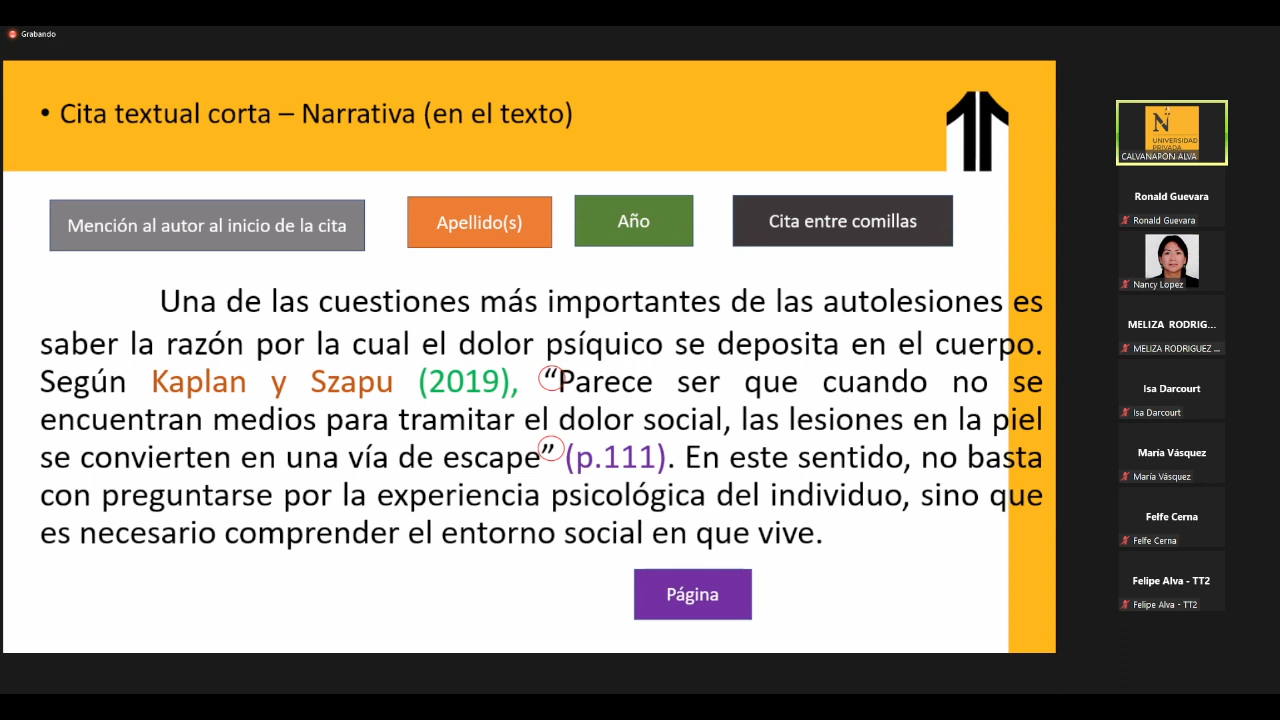 Grabando
• Cita textual corta – Narrativa (en el texto)
Mención al autor al inicio de la cita
Apellido(s)
Año
Cita entre comillas
Una de las cuestiones más importantes de las autolesiones es
saber la razón por la cual el dolor psíquico se deposita en el cuerpo.
Según Kaplan y Szapu (2019), “Parece ser que cuando no se
encuentran medios para tramitar el dolor social, las lesiones en la piel
se convierten en una vía de escape” (p.111). En este sentido, no basta
con preguntarse por la experiencia psicológica del individuo, sino que
es necesario comprender el entorno social en que vive.
Página
N
UNIVERSIDAD
PRIVADA
CALVANAPON ALVA
Ronald Guevara
Ronald Guevara
Nancy Lopez
MELIZA RODRIG...
MELIZA RODRIGUEZ ...
Isa Darcourt
Isa Darcourt
María Vásquez
María Vásquez
Felfe Cerna
Felfe Cerna
Felipe Alva - TT2
Felipe Alva - TT2